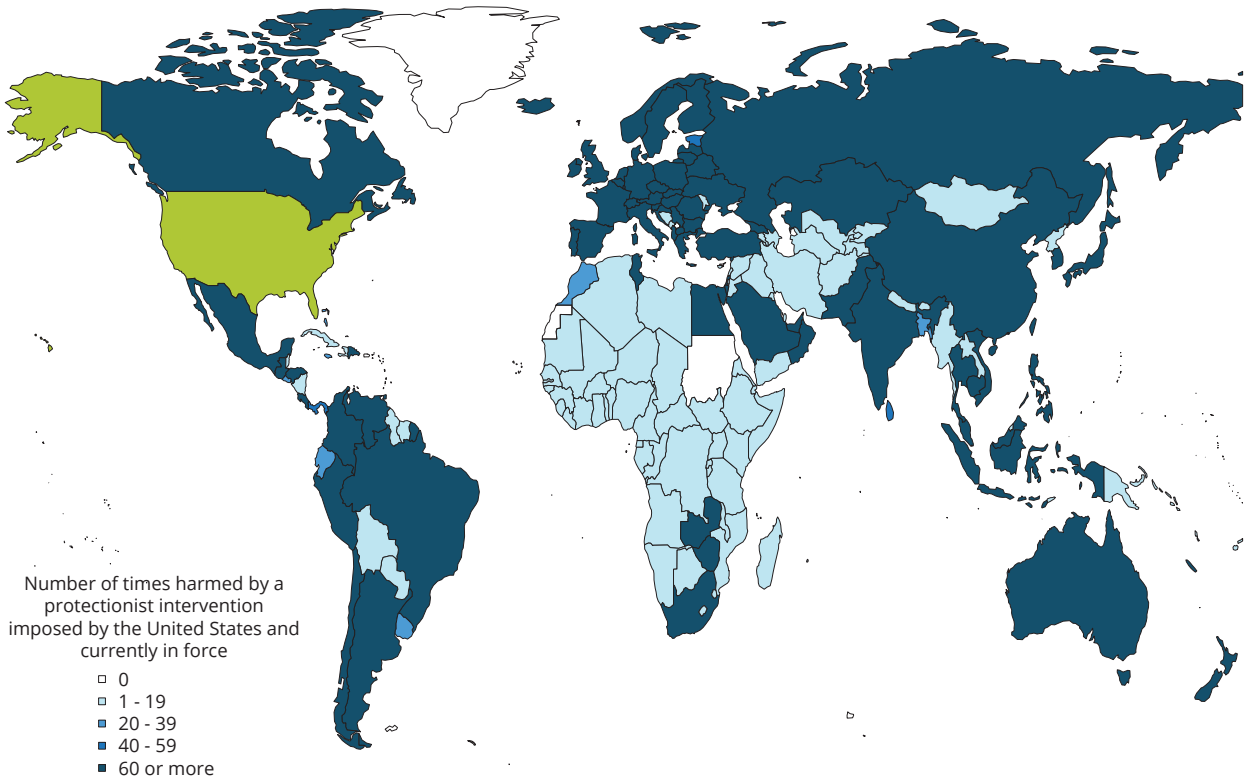 Number of times harmed by a
protectionist intervention
imposed by the United States and
currently in force
0
1 - 19
20 - 39
40 - 59
60 or more